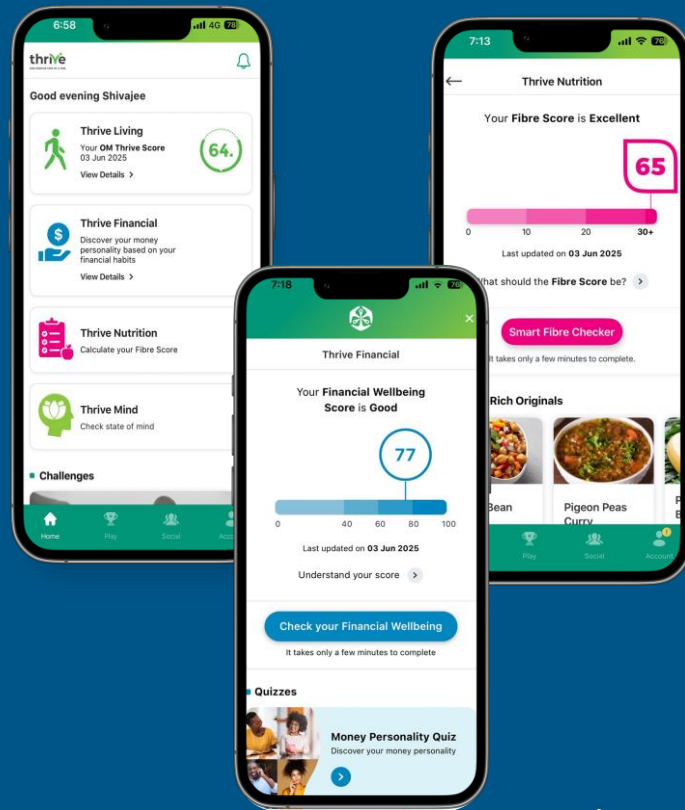 6:58
4G 78
thrive
Good evening Shivajee
Thrive Living
Your OM Thrive Score
03 Jun 2025
View Details >
64.
Thrive Financial
Discover your money
personality based on your
financial habits
View Details >
Thrive Nutrition
Calculate your Fibre Score
Thrive Mind
Check state of mind
Challenges
Home
Play
Social
7:18
76
Thrive Financial
Your Financial Wellbeing
Score is Good
77
0 40 60 80 100
Last updated on 03 Jun 2025
Understand your score >
Check your Financial Wellbeing
It takes only a few minutes to complete
Quizzes
Money Personality Quiz
Discover your money personality
7:13
76
Thrive Nutrition
Your Fibre Score is Excellent
65
0 10 20 30+
Last updated on 03 Jun 2025
hat should the Fibre Score be? >
Smart Fibre Checker
It takes only a few minutes to complete.
Rich Originals
Bean
Pigeon Peas
Curry
Play
Social
Account